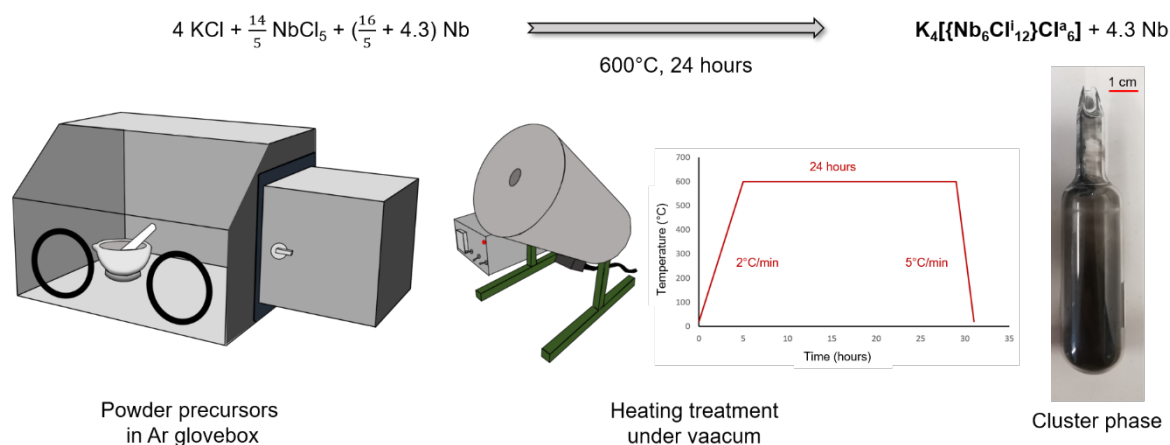 4 KCl + 14/5 NbCl₅ + (16/5 + 4.3) Nb
600°C, 24 hours
K₄[{Nb₆Clⁱ₁₂}Clᵃ₆] + 4.3 Nb
1 cm
700
600
500
400
300
200
100
0
Temperature (°C)
24 hours
2°C/min
5°C/min
0 5 10 15 20 25 30 35
Time (hours)
Powder precursors
in Ar glovebox
Heating treatment
under vaacum
Cluster phase